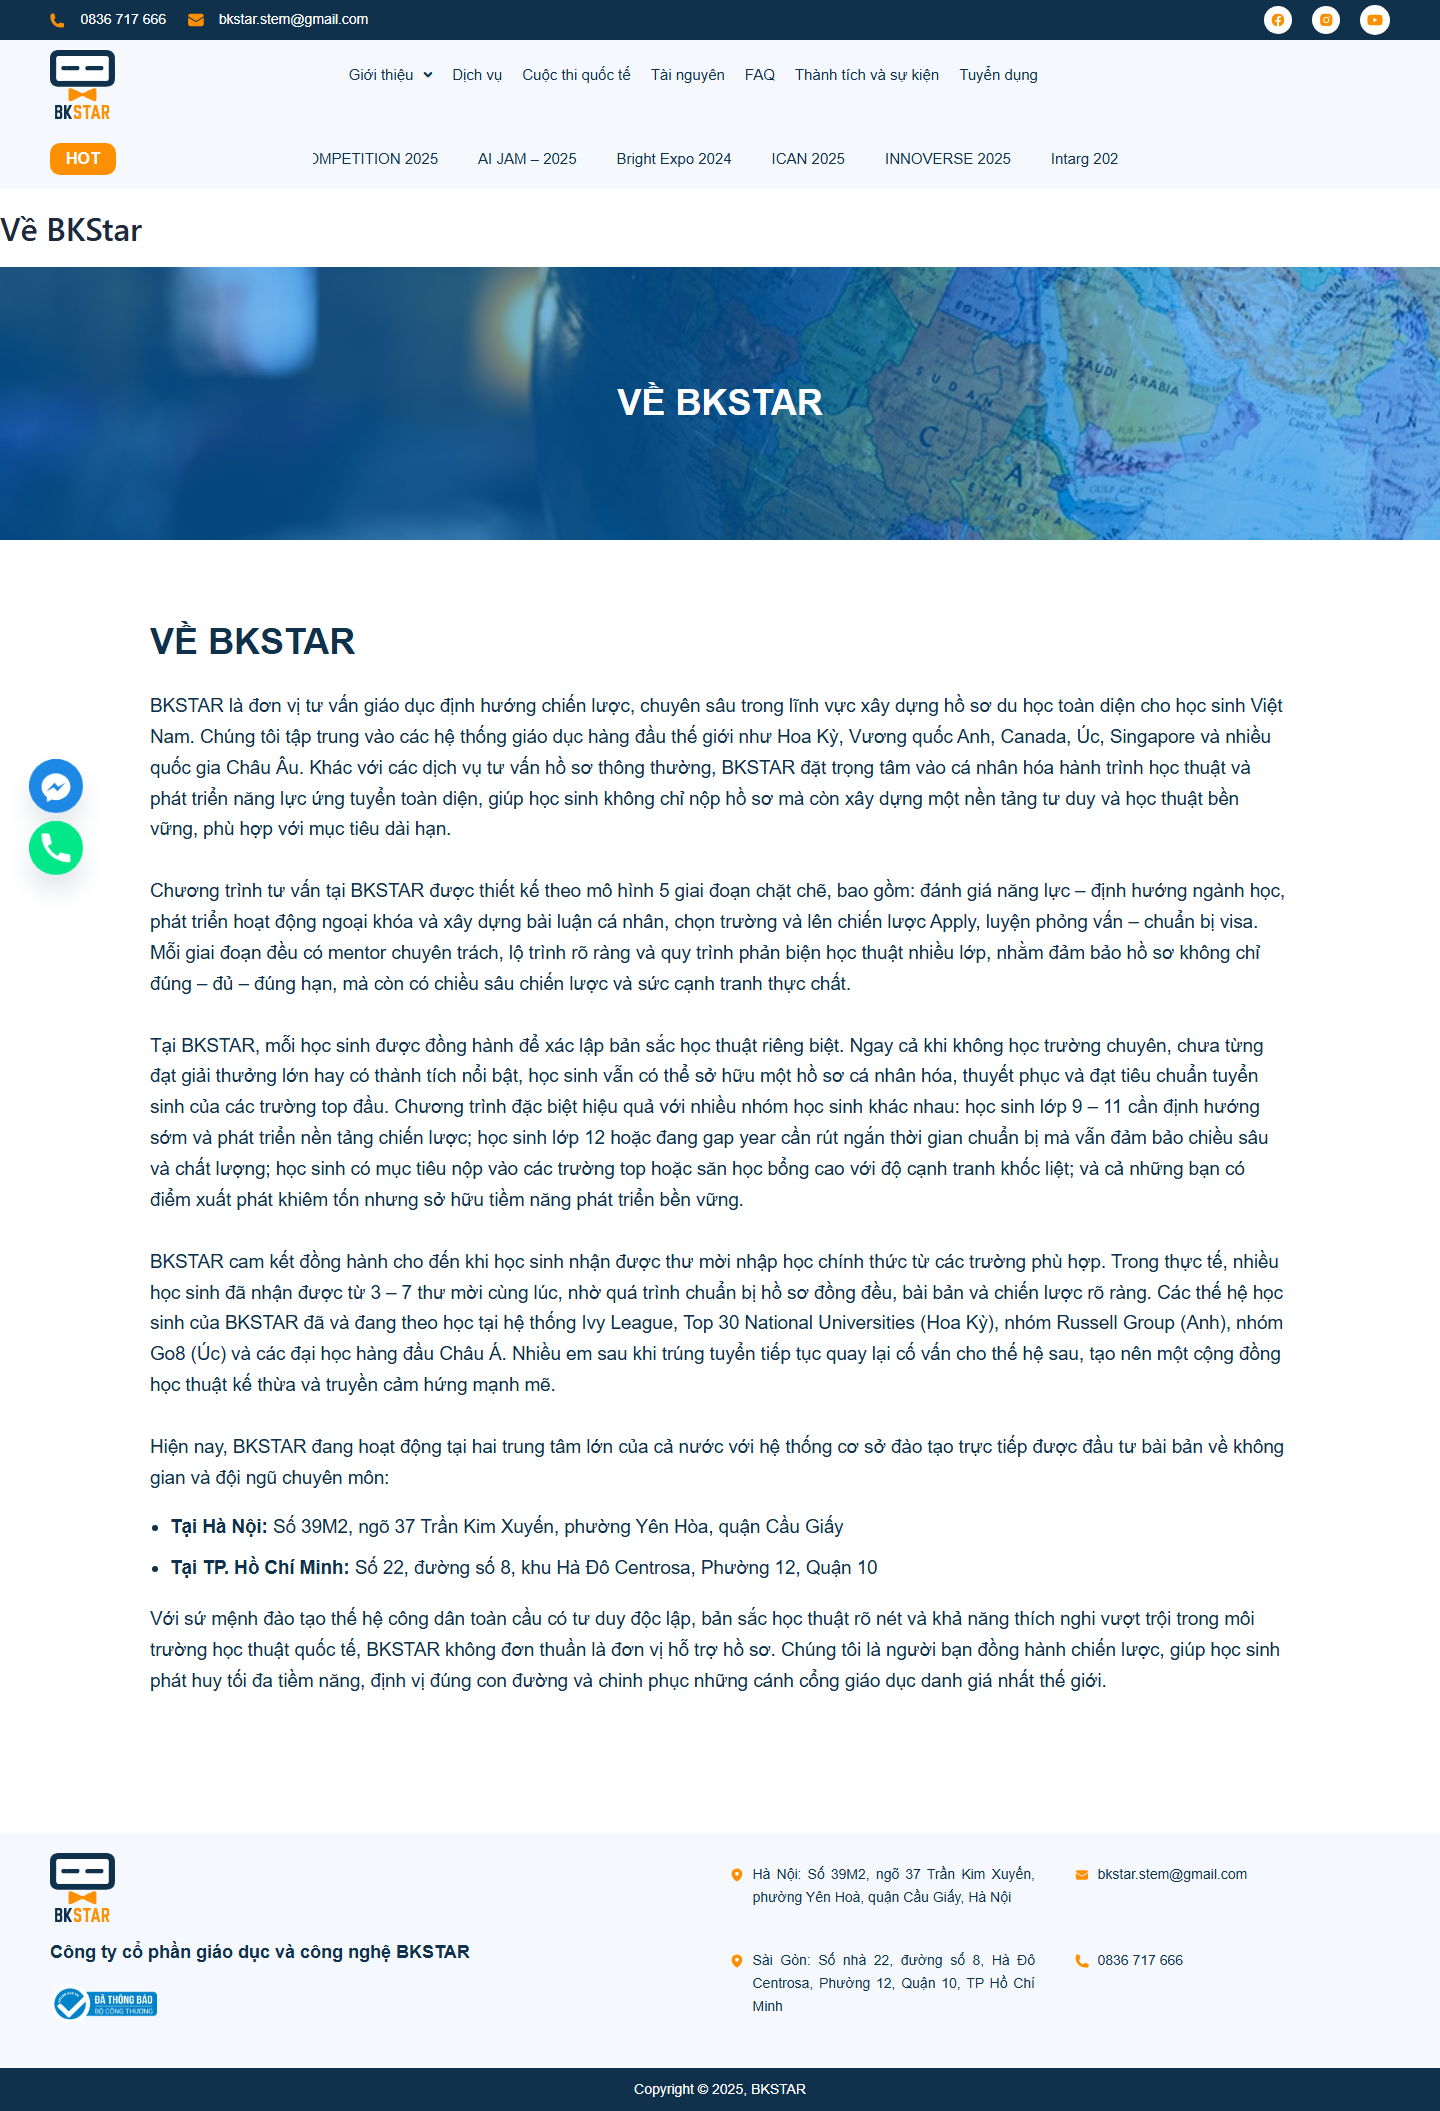 0836 717 666
bkstar.stem@gmail.com
BKSTAR
Giới thiệu
Dịch vụ
Cuộc thi quốc tế
Tài nguyên
FAQ
Thành tích và sự kiện
Tuyển dụng
HOT
OMPETITION 2025
AI JAM – 2025
Bright Expo 2024
ICAN 2025
INNOVERSE 2025
Intarg 202
Về BKStar
EGYPT
SAUDI ARABIA
SUDAN
CHAD
OMAN
YEMEN
ETHIOPIA
GULF OF ADEN
Tropic of
Cancer
ARABIAN
VỀ BKSTAR
VỀ BKSTAR
BKSTAR là đơn vị tư vấn giáo dục định hướng chiến lược, chuyên sâu trong lĩnh vực xây dựng hồ sơ du học toàn diện cho học sinh Việt
Nam. Chúng tôi tập trung vào các hệ thống giáo dục hàng đầu thế giới như Hoa Kỳ, Vương quốc Anh, Canada, Úc, Singapore và nhiều
quốc gia Châu Âu. Khác với các dịch vụ tư vấn hồ sơ thông thường, BKSTAR đặt trọng tâm vào cá nhân hóa hành trình học thuật và
phát triển năng lực ứng tuyển toàn diện, giúp học sinh không chỉ nộp hồ sơ mà còn xây dựng một nền tảng tư duy và học thuật bền
vững, phù hợp với mục tiêu dài hạn.
Chương trình tư vấn tại BKSTAR được thiết kế theo mô hình 5 giai đoạn chặt chẽ, bao gồm: đánh giá năng lực – định hướng ngành học,
phát triển hoạt động ngoại khóa và xây dựng bài luận cá nhân, chọn trường và lên chiến lược Apply, luyện phỏng vấn – chuẩn bị visa.
Mỗi giai đoạn đều có mentor chuyên trách, lộ trình rõ ràng và quy trình phản biện học thuật nhiều lớp, nhằm đảm bảo hồ sơ không chỉ
đúng – đủ – đúng hạn, mà còn có chiều sâu chiến lược và sức cạnh tranh thực chất.
Tại BKSTAR, mỗi học sinh được đồng hành để xác lập bản sắc học thuật riêng biệt. Ngay cả khi không học trường chuyên, chưa từng
đạt giải thưởng lớn hay có thành tích nổi bật, học sinh vẫn có thể sở hữu một hồ sơ cá nhân hóa, thuyết phục và đạt tiêu chuẩn tuyển
sinh của các trường top đầu. Chương trình đặc biệt hiệu quả với nhiều nhóm học sinh khác nhau: học sinh lớp 9 – 11 cần định hướng
sớm và phát triển nền tảng chiến lược; học sinh lớp 12 hoặc đang gap year cần rút ngắn thời gian chuẩn bị mà vẫn đảm bảo chiều sâu
và chất lượng; học sinh có mục tiêu nộp vào các trường top hoặc săn học bổng cao với độ cạnh tranh khốc liệt; và cả những bạn có
điểm xuất phát khiêm tốn nhưng sở hữu tiềm năng phát triển bền vững.
BKSTAR cam kết đồng hành cho đến khi học sinh nhận được thư mời nhập học chính thức từ các trường phù hợp. Trong thực tế, nhiều
học sinh đã nhận được từ 3 – 7 thư mời cùng lúc, nhờ quá trình chuẩn bị hồ sơ đồng đều, bài bản và chiến lược rõ ràng. Các thế hệ học
sinh của BKSTAR đã và đang theo học tại hệ thống Ivy League, Top 30 National Universities (Hoa Kỳ), nhóm Russell Group (Anh), nhóm
Go8 (Úc) và các đại học hàng đầu Châu Á. Nhiều em sau khi trúng tuyển tiếp tục quay lại cố vấn cho thế hệ sau, tạo nên một cộng đồng
học thuật kế thừa và truyền cảm hứng mạnh mẽ.
Hiện nay, BKSTAR đang hoạt động tại hai trung tâm lớn của cả nước với hệ thống cơ sở đào tạo trực tiếp được đầu tư bài bản về không
gian và đội ngũ chuyên môn:
• Tại Hà Nội: Số 39M2, ngõ 37 Trần Kim Xuyến, phường Yên Hòa, quận Cầu Giấy
• Tại TP. Hồ Chí Minh: Số 22, đường số 8, khu Hà Đô Centrosa, Phường 12, Quận 10
Với sứ mệnh đào tạo thế hệ công dân toàn cầu có tư duy độc lập, bản sắc học thuật rõ nét và khả năng thích nghi vượt trội trong môi
trường học thuật quốc tế, BKSTAR không đơn thuần là đơn vị hỗ trợ hồ sơ. Chúng tôi là người bạn đồng hành chiến lược, giúp học sinh
phát huy tối đa tiềm năng, định vị đúng con đường và chinh phục những cánh cổng giáo dục danh giá nhất thế giới.
BKSTAR
Công ty cổ phần giáo dục và công nghệ BKSTAR
ĐÃ THÔNG BÁO
BỘ CÔNG THƯƠNG
Hà Nội: Số 39M2, ngõ 37 Trần Kim Xuyến,
phường Yên Hoà, quận Cầu Giấy, Hà Nội
bkstar.stem@gmail.com
Sài Gòn: Số nhà 22, đường số 8, Hà Đô
Centrosa, Phường 12, Quận 10, TP Hồ Chí
Minh
0836 717 666
Copyright © 2025, BKSTAR